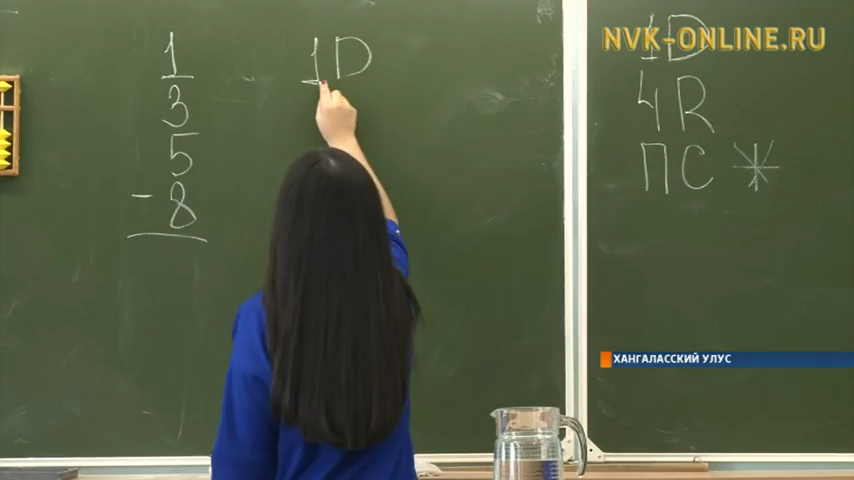 1
3
5
- 8
1D
NVK-ONLINE.RU
1D
4R
ПС *
ХАНГАЛАССКИЙ УЛУС